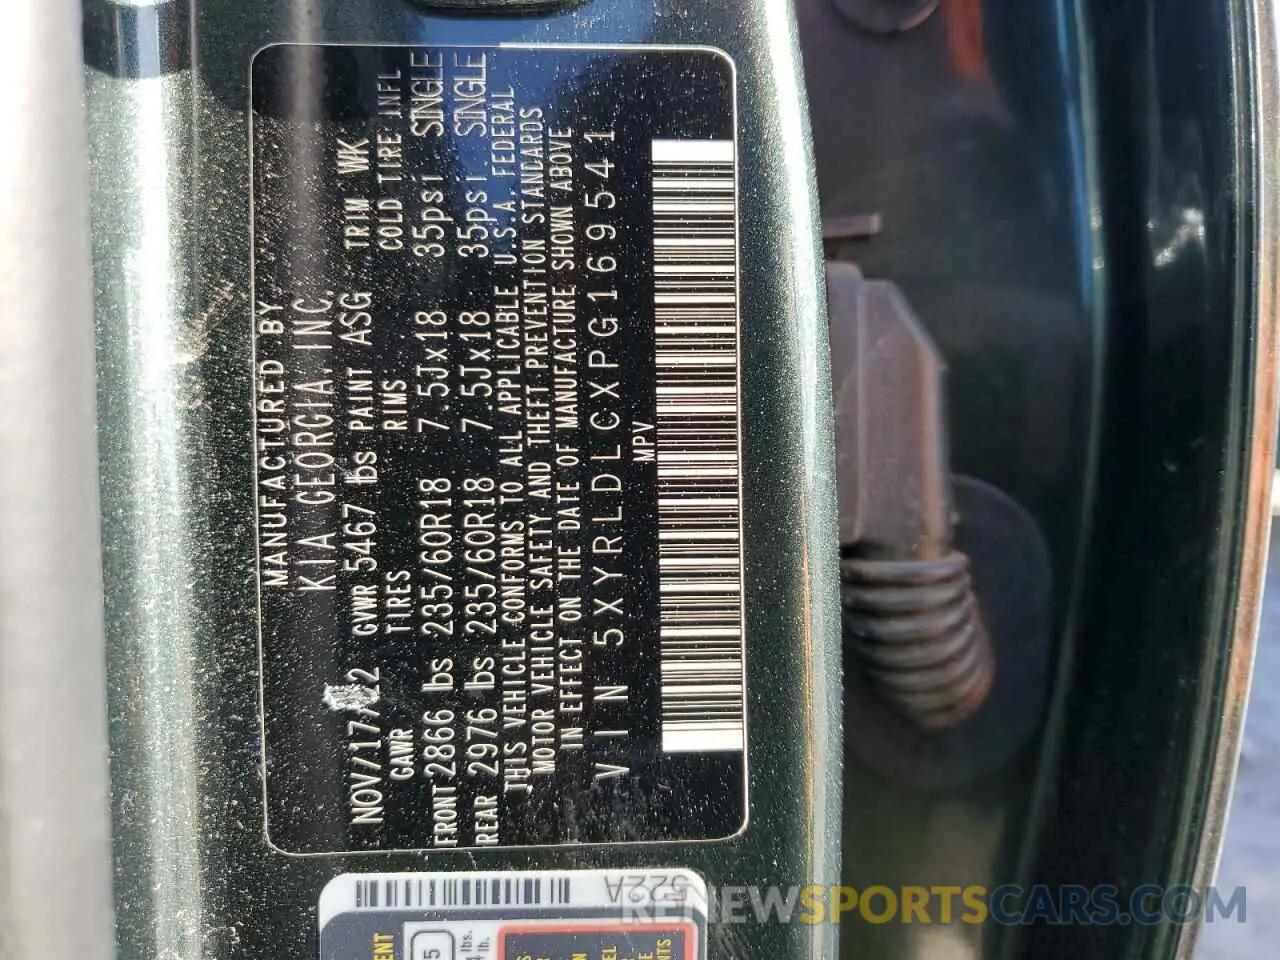 MANUFACTURED BY
KIA GEORGIA. INC.
NOV/17/22 GVWR 5467 lbs PAINT ASG TRIM WK
GAWR TIRES RIMS COLD TIRE INFL
FRONT 2866 lbs 235/60R18 7.5Jx18 35psi SINGLE
REAR 2976 lbs 235/60R18 7.5Jx18 35psi SINGLE
THIS VEHICLE CONFORMS TO ALL APPLICABLE U.S.A. FEDERAL
MOTOR VEHICLE SAFETY AND THEFT PREVENTION STANDARDS
IN EFFECT ON THE DATE OF MANUFACTURE SHOWN ABOVE
VIN 5XYRLDLCXPG169541
MPV
522A
RENEWSPORTSCARS.COM